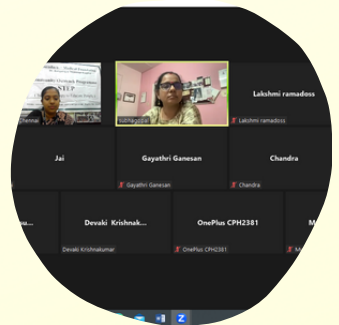 STEP
Chennai
Lakshmi ramadoss
Lakshmi ramadoss
Jai
Gayathri Ganesan
Chandra
Gayathri Ganesan
Chandra
Devaki Krishnak...
OnePlus CPH2381
M
Devaki Krishnakumar
OnePlus CPH2381